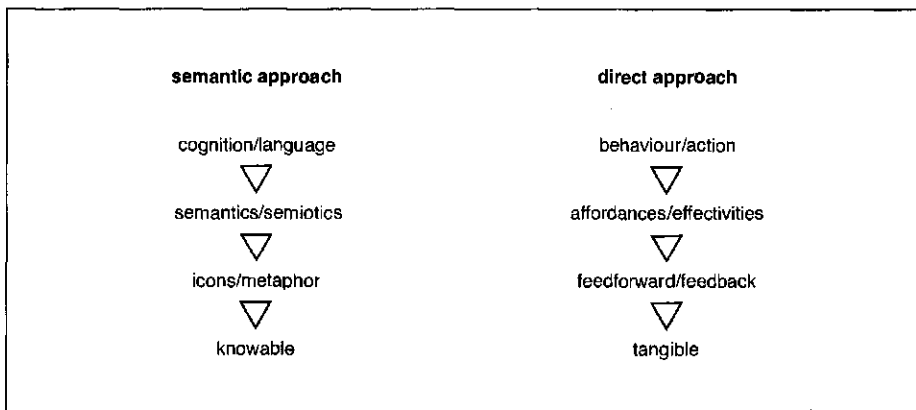 semantic approach
cognition/language
semantics/semiotics
icons/metaphor
knowable
direct approach
behaviour/action
affordances/effectivities
feedforward/feedback
tangible